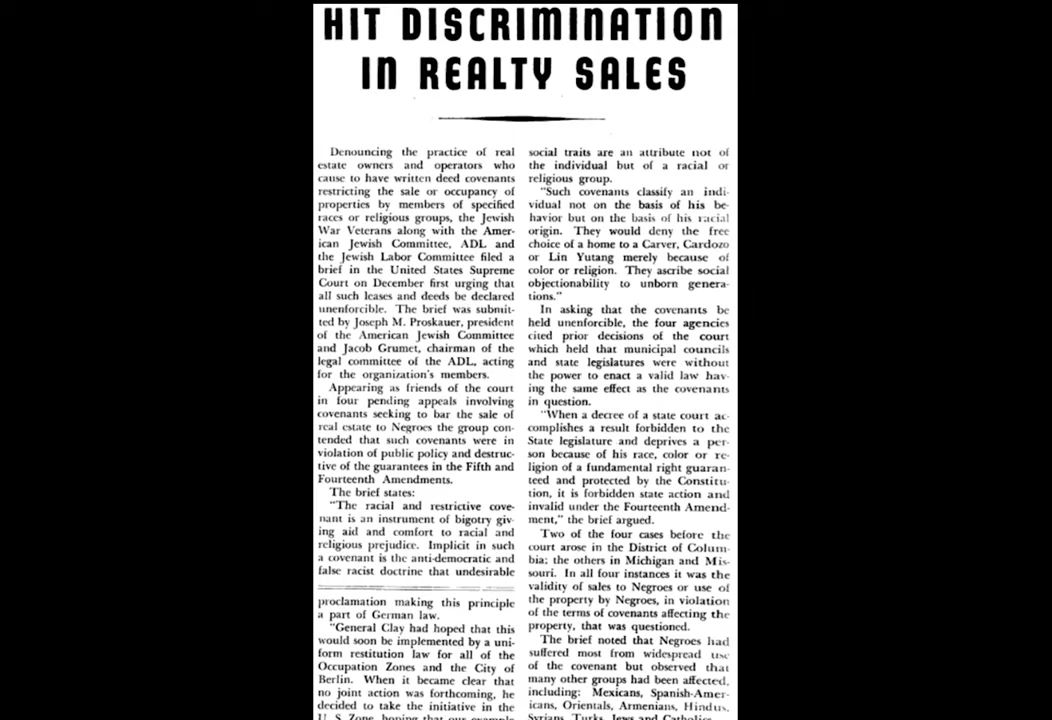 HIT DISCRIMINATION
IN REALTY SALES
Denouncing the practice of real
estate owners and operators who
cause to have written deed covenants
restricting the sale or occupancy of
properties by members of specified
races or religious groups, the Jewish
War Veterans along with the Amer-
ican Jewish Committee, ADL and
the Jewish Labor Committee filed a
brief in the United States Supreme
Court on December first urging that
all such leases and deeds be declared
unenforcible. The brief was submit-
ted by Joseph M. Proskauer, president
of the American Jewish Committee
and Jacob Grumet, chairman of the
legal committee of the ADL, acting
for the organization's members.
Appearing as friends of the court
in four pending appeals involving
covenants seeking to bar the sale of
real estate to Negroes the group con-
tended that such covenants were in
violation of public policy and destruc-
tive of the guarantees in the Fifth and
Fourteenth Amendments.
The brief states:
"The racial and restrictive cove-
nant is an instrument of bigotry giv-
ing aid and comfort to racial and
religious prejudice. Implicit in such
a covenant is the anti-democratic and
false racist doctrine that undesirable
proclamation making this principle
a part of German law.
"General Clay had hoped that this
would soon be implemented by a uni-
form restitution law for all of the
Occupation Zones and the City of
Berlin. When it became clear that
no joint action was forthcoming, he
decided to take the initiative in the
U. S. Zone, hoping that our example
social traits are an attribute not of
the individual but of a racial or
religious group.
"Such covenants classify an indi-
vidual not on the basis of his be-
havior but on the basis of his racial
origin. They would deny the free
choice of a home to a Carver, Cardozo
or Lin Yutang merely because of
color or religion. They ascribe social
objectionability to unborn genera-
tions."
In asking that the covenants be
held unenforcible, the four agencies
cited prior decisions of the court
which held that municipal councils
and state legislatures were without
the power to enact a valid law hav-
ing the same effect as the covenants
in question.
"When a decree of a state court ac-
complishes a result forbidden to the
State legislature and deprives a per-
son because of his race, color or re-
ligion of a fundamental right guaran-
teed and protected by the Constitu-
tion, it is forbidden state action and
invalid under the Fourteenth Amend-
ment," the brief argued.
Two of the four cases before the
court arose in the District of Colum-
bia; the others in Michigan and Mis-
souri. In all four instances it was the
validity of sales to Negroes or use of
the property by Negroes, in violation
of the terms of covenants affecting the
property, that was questioned.
The brief noted that Negroes had
suffered most from widespread use
of the covenant but observed that
many other groups had been affected,
including: Mexicans, Spanish-Amer-
icans, Orientals, Armenians, Hindus,
Syrians, Turks, Jews and Catholics.